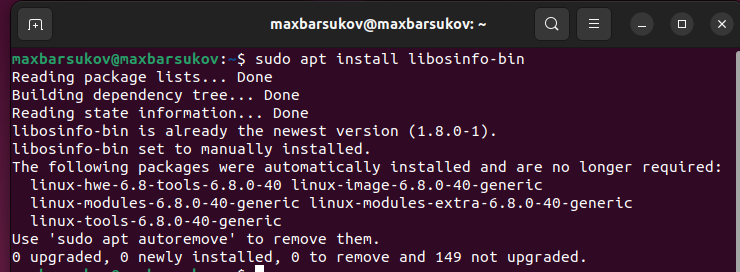 maxbarsukov@maxbarsukov: ~
maxbarsukov@maxbarsukov:~$ sudo apt install libosinfo-bin
Reading package lists... Done
Building dependency tree... Done
Reading state information... Done
libosinfo-bin is already the newest version (1.8.0-1).
libosinfo-bin set to manually installed.
The following packages were automatically installed and are no longer required:
  linux-hwe-6.8-tools-6.8.0-40 linux-image-6.8.0-40-generic
  linux-modules-6.8.0-40-generic linux-modules-extra-6.8.0-40-generic
  linux-tools-6.8.0-40-generic
Use 'sudo apt autoremove' to remove them.
0 upgraded, 0 newly installed, 0 to remove and 149 not upgraded.
maxbarsukov@maxbarsukov:~$